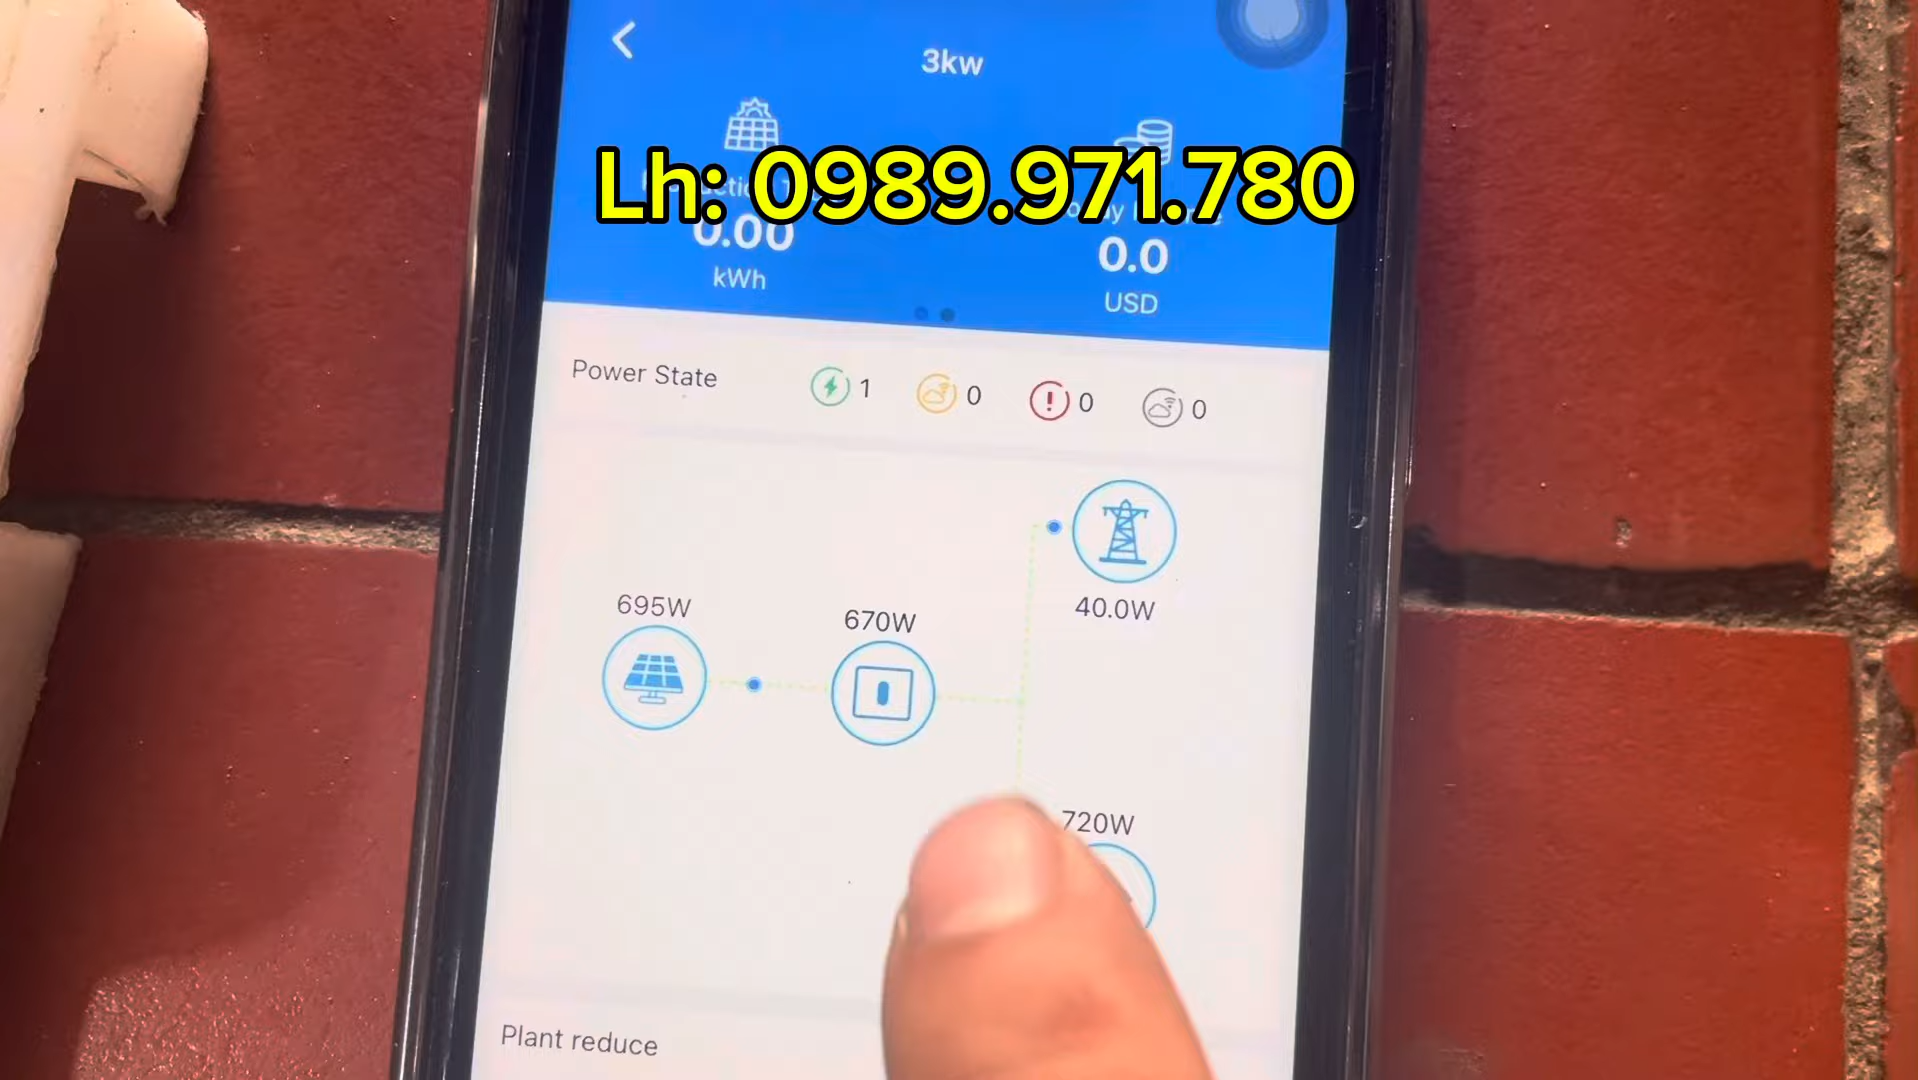 3kw
Lh: 0989.971.780
0.00
0.0
kWh
USD
Power State
1
0
0
0
40.0W
695W
670W
720W
Plant reduce